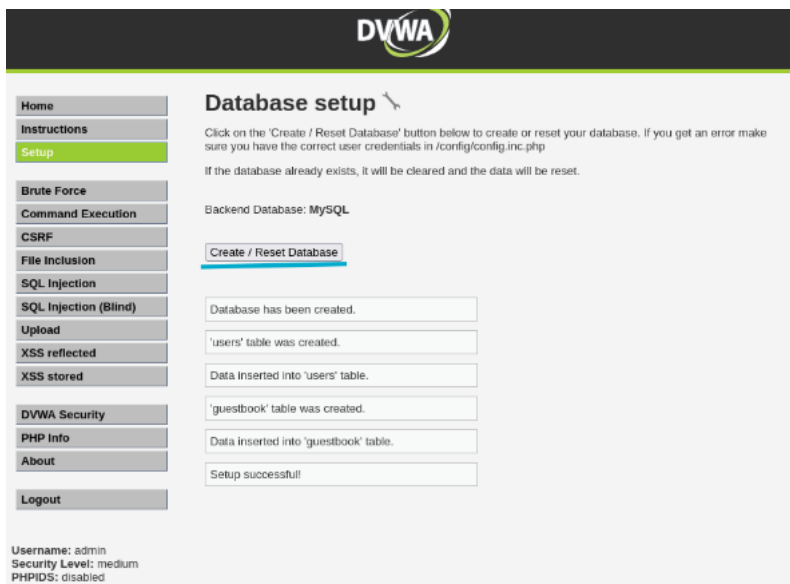 DVWA
Home
Instructions
Setup
Brute Force
Command Execution
CSRF
File Inclusion
SQL Injection
SQL Injection (Blind)
Upload
XSS reflected
XSS stored
DVWA Security
PHP Info
About
Logout
Username: admin
Security Level: medium
PHPIDS: disabled
Database setup
Click on the 'Create / Reset Database' button below to create or reset your database. If you get an error make
sure you have the correct user credentials in /config/config.inc.php
If the database already exists, it will be cleared and the data will be reset.
Backend Database: MySQL
Create / Reset Database
Database has been created.
'users' table was created.
Data inserted into 'users' table.
'guestbook' table was created.
Data inserted into 'guestbook' table.
Setup successful!